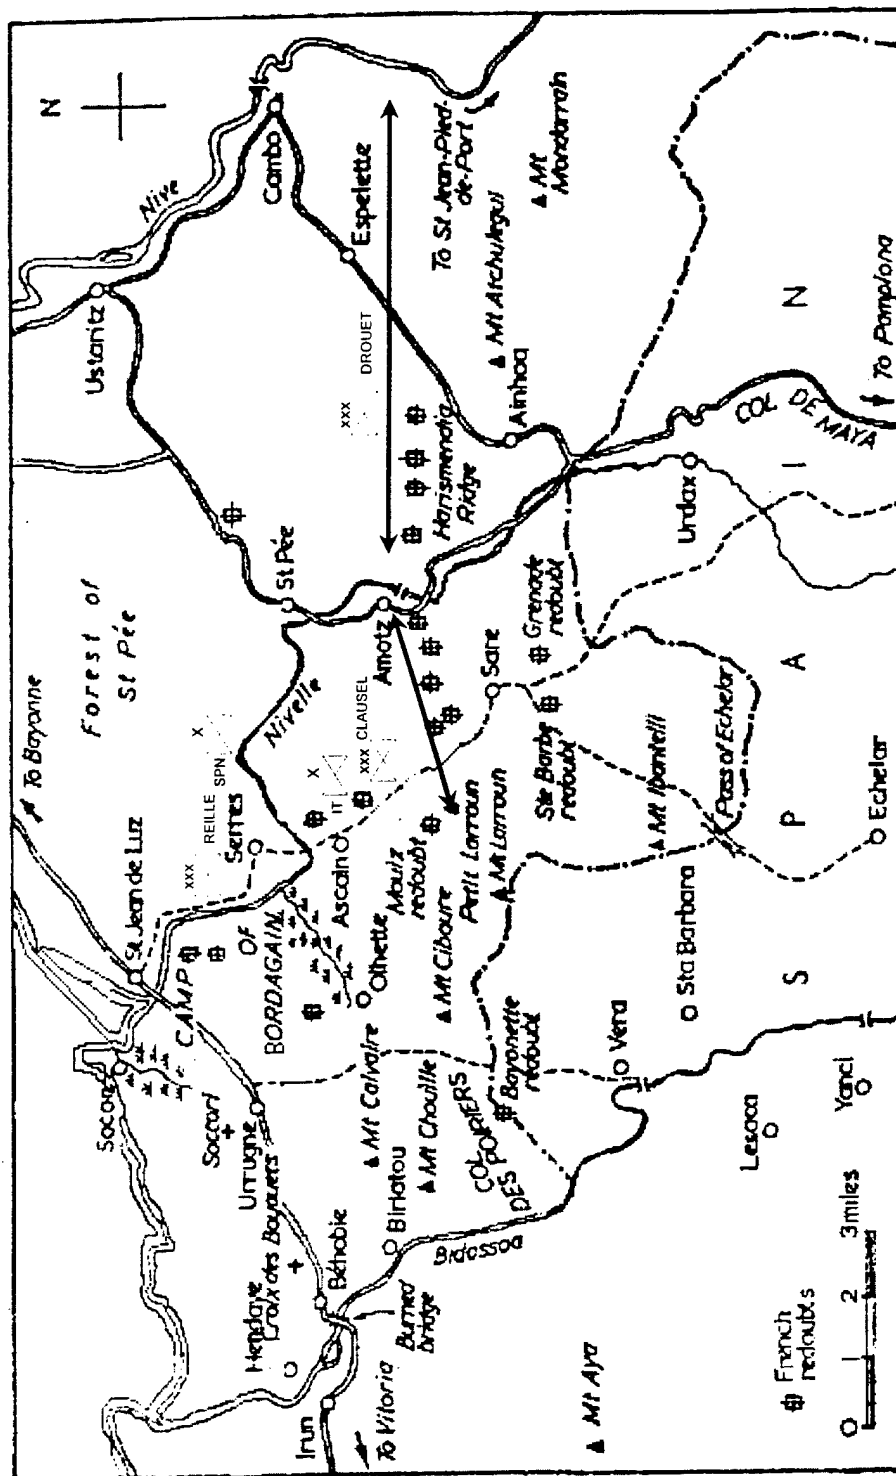 N
To Bayonne
Forest of
St Pée
Nive
Ustaritz
Cambo
Socoa
St Jean de Luz
CAMP
OF
BORDAGAIN
xxx
REILLE
SPN
X
Serres
Nivelle
St Pée
Soccori
Urrugne
Hendaye
Croix des Bouquets
Irun
Béhobie
Burned
bridge
To Vitoria
Biriatou
Mt Calvaire
Mt Chouille
Olhette
Ascain
IT
X
xxx
CLAUSEL
xxx
DROUET
Espelette
Amotz
Mouiz
redoubt
Mt Ciboure
Petit Larroun
Mt Larroun
Harismendia
Ridge
To St Jean-Pied-
de-Port
Mt Atchulegui
Mt
Mondarrain
Ainhoa
Sare
COL
DES POIRIERS
Bayonette
redoubt
Bidassoa
Ste Barbe
redoubt
Grenade
redoubt
Mt Aya
Vera
Sta Barbara
Mt Ibantelli
Pass of Echelar
Urdax
COL DE
MAYA
S P A I N
Lesaca
Yanci
Echelar
To Pamplona
French
redoubts
0 1 2 3 miles